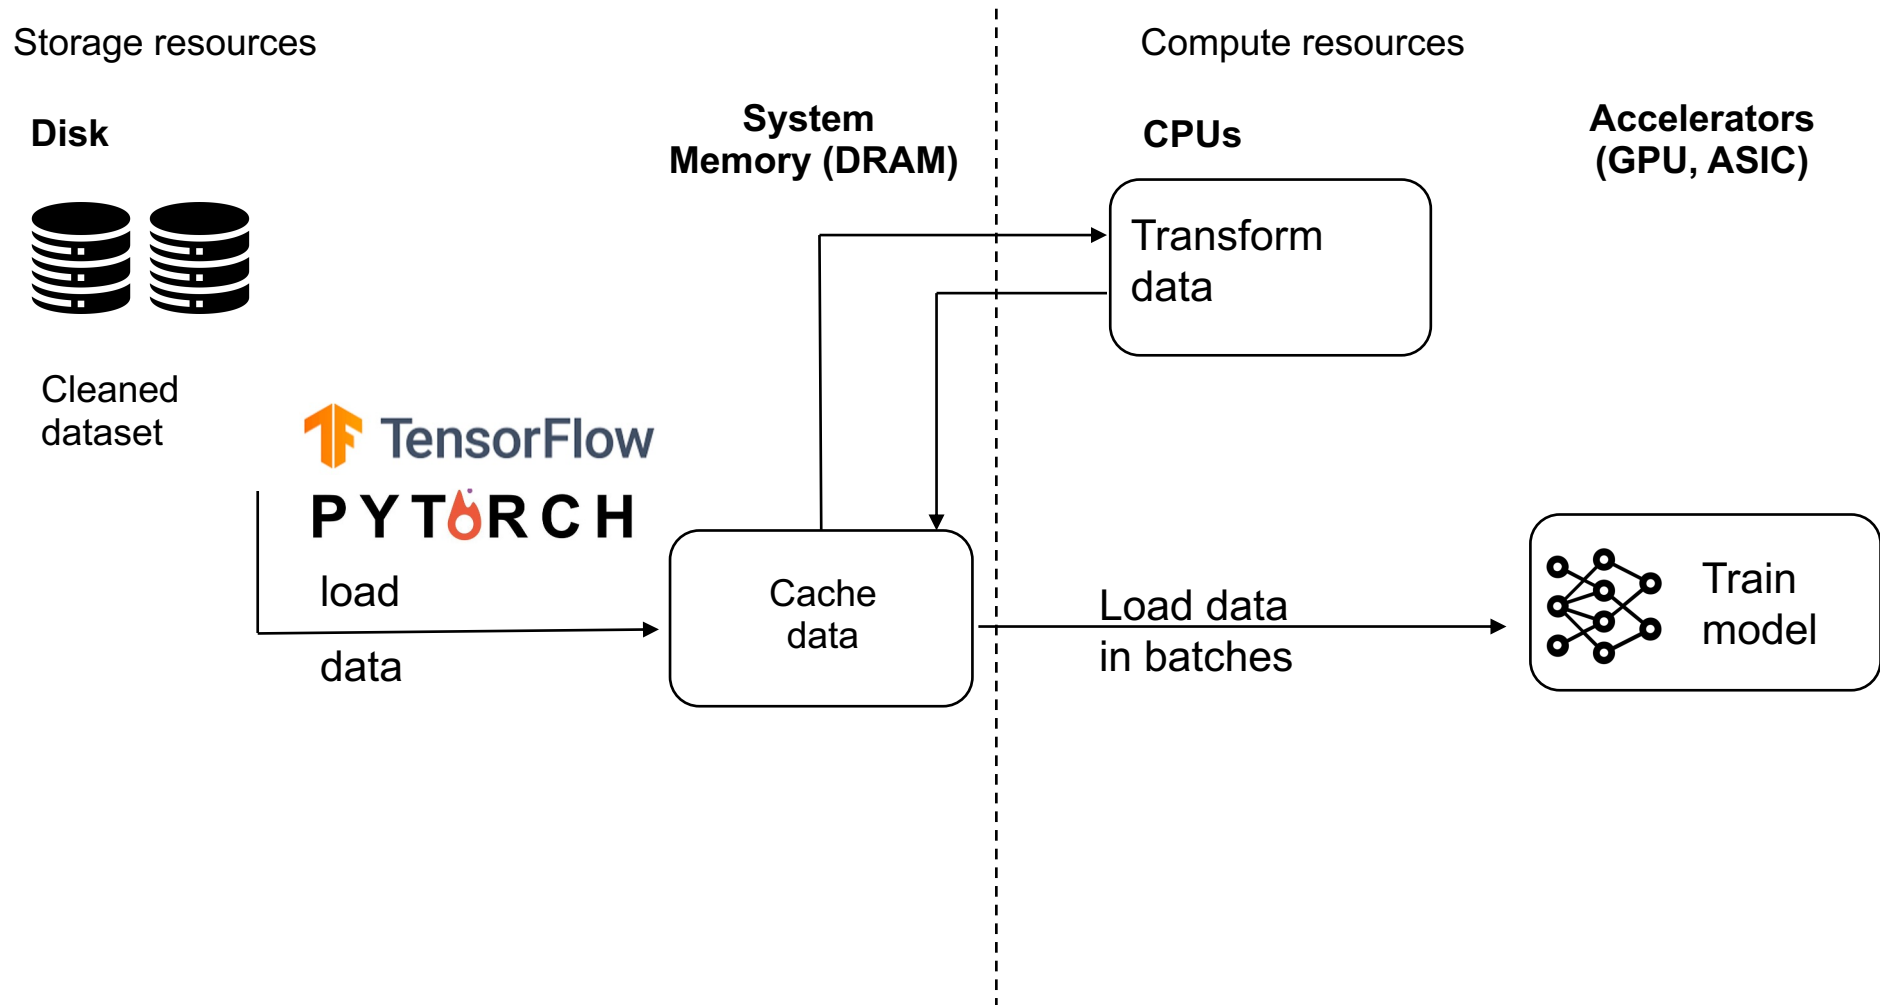 Storage resources
Compute resources
Disk
System
Memory (DRAM)
CPUs
Accelerators
(GPU, ASIC)
Transform
data
Cleaned
dataset
TensorFlow
PYTORCH
load
data
Cache
data
Load data
in batches
Train
model